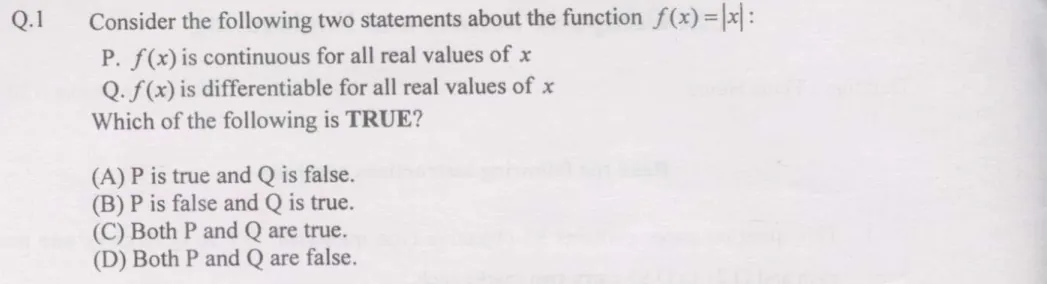 Q.1 Consider the following two statements about the function f(x)=|x|:
P. f(x) is continuous for all real values of x
Q. f(x) is differentiable for all real values of x
Which of the following is TRUE?
(A) P is true and Q is false.
(B) P is false and Q is true.
(C) Both P and Q are true.
(D) Both P and Q are false.